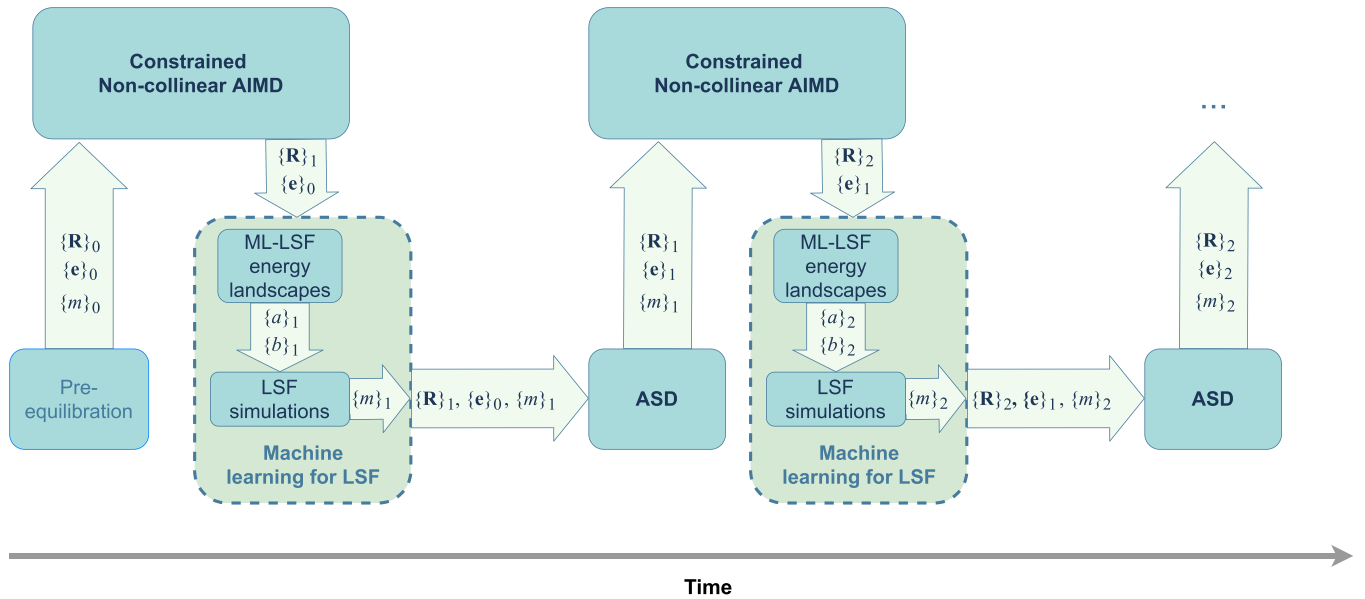 Constrained
Non-collinear AIMD
{R}₁
{e}₀
{R}₀
{e}₀
{m}₀
Pre-
equilibration
ML-LSF
energy
landscapes
{a}₁
{b}₁
LSF
simulations
{m}₁
Machine
learning for LSF
{R}₁, {e}₀, {m}₁
ASD
{R}₁
{e}₁
{m}₁
Constrained
Non-collinear AIMD
{R}₂
{e}₁
ML-LSF
energy
landscapes
{a}₂
{b}₂
LSF
simulations
{m}₂
Machine
learning for LSF
{R}₂, {e}₁, {m}₂
ASD
{R}₂
{e}₂
{m}₂
...
Time